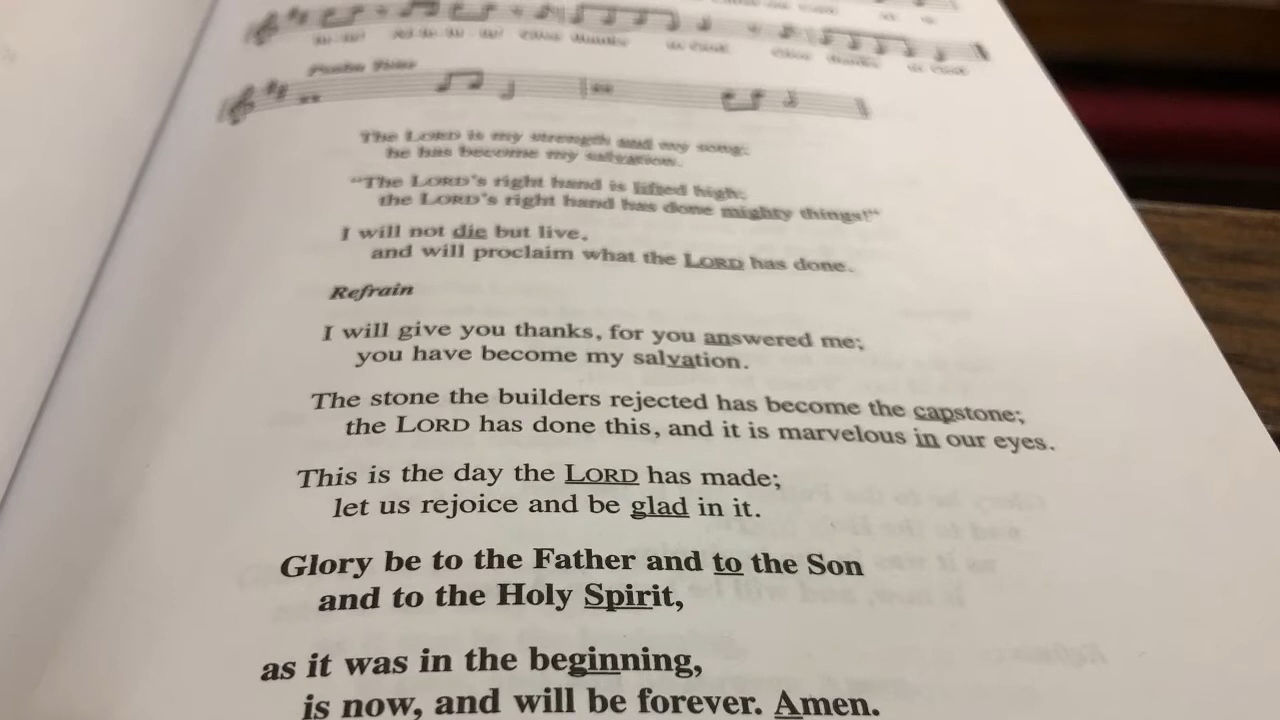 Psalm Tone
The LORD is my strength and my song;
he has become my salvation.
“The LORD’s right hand is lifted high;
the LORD’s right hand has done mighty things!”
I will not die but live,
and will proclaim what the LORD has done.
Refrain
I will give you thanks, for you answered me;
you have become my salvation.
The stone the builders rejected has become the capstone;
the LORD has done this, and it is marvelous in our eyes.
This is the day the LORD has made;
let us rejoice and be glad in it.
Glory be to the Father and to the Son
and to the Holy Spirit,
as it was in the beginning,
is now, and will be forever. Amen.